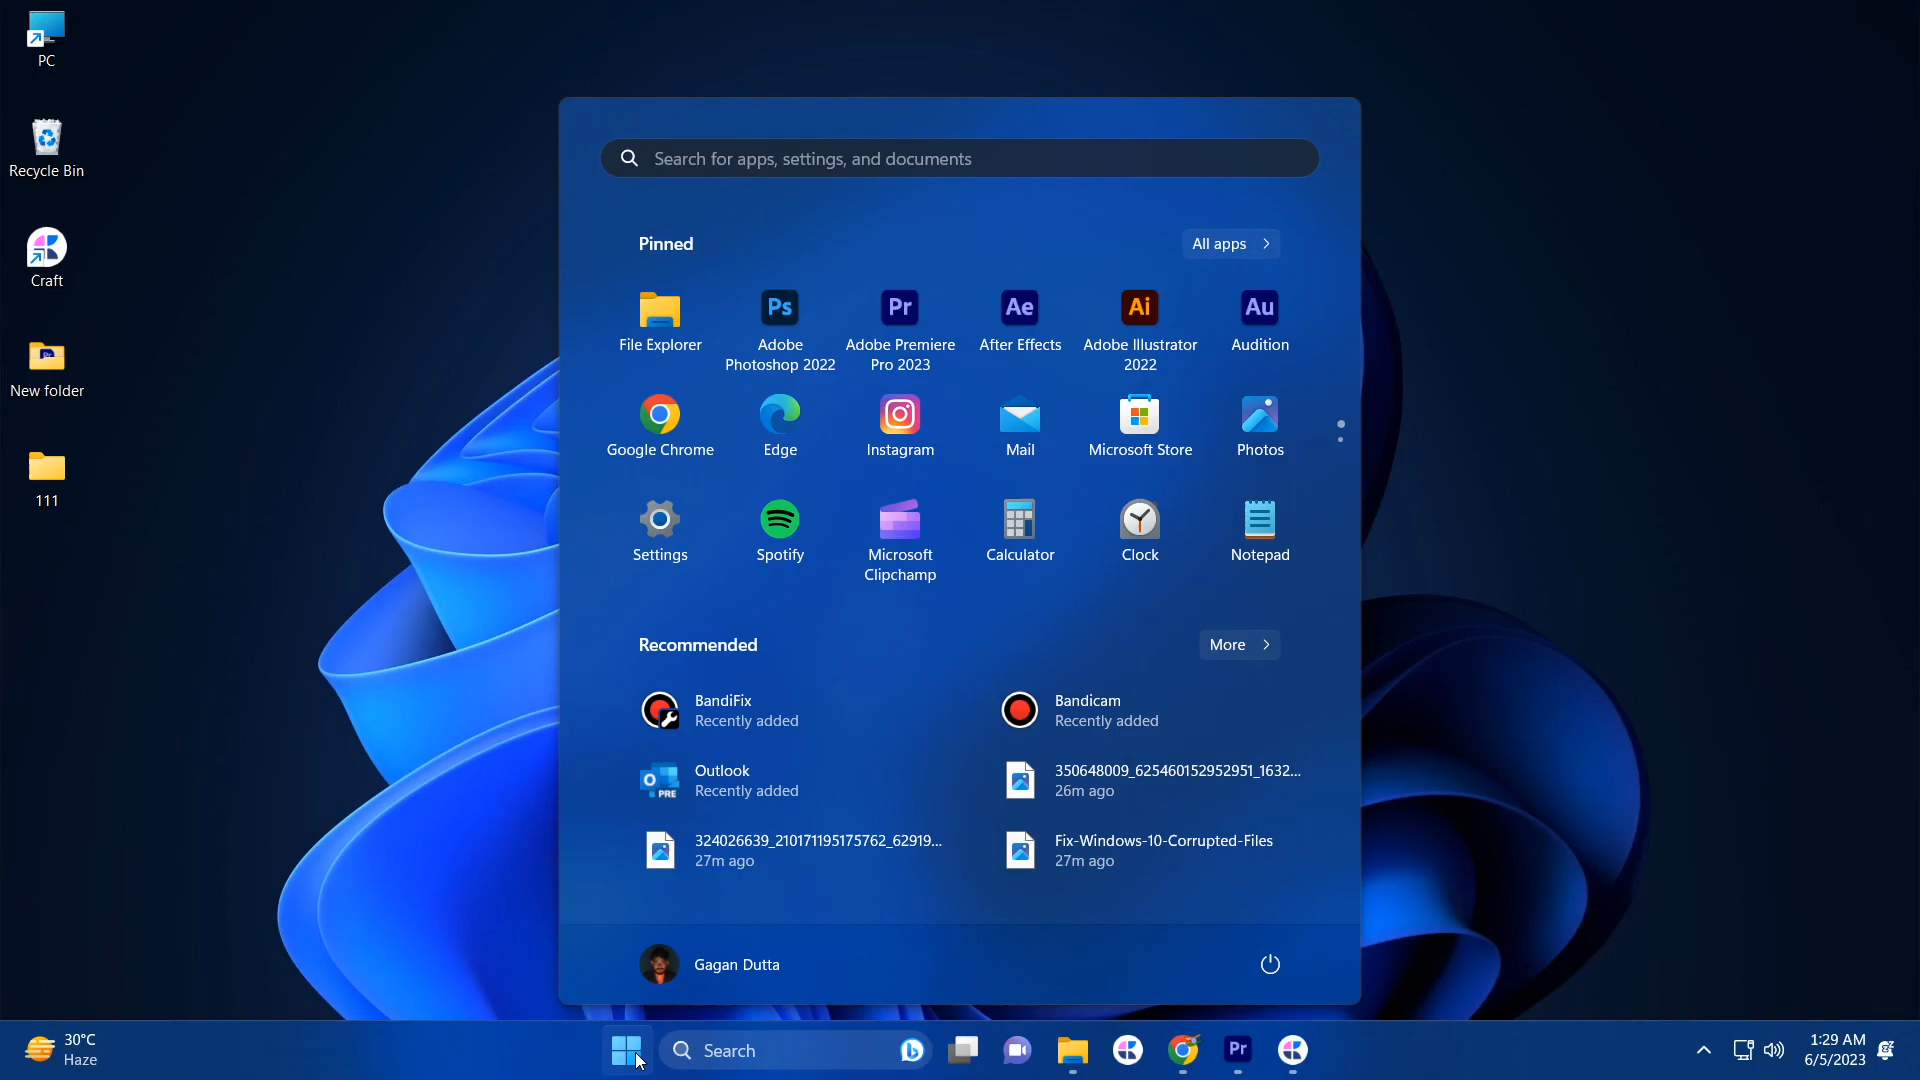 PC
Recycle Bin
Craft
New folder
111
Search for apps, settings, and documents
Pinned
All apps
File Explorer
Ps
Adobe
Photoshop 2022
Pr
Adobe Premiere
Pro 2023
Ae
After Effects
Ai
Adobe Illustrator
2022
Au
Audition
Google Chrome
Edge
Instagram
Mail
Microsoft Store
Photos
Settings
Spotify
Microsoft
Clipchamp
Calculator
Clock
Notepad
Recommended
More
BandiFix
Recently added
Bandicam
Recently added
O
PRE
Outlook
Recently added
350648009_625460152952951_1632...
26m ago
324026639_210171195175762_62919...
27m ago
Fix-Windows-10-Corrupted-Files
27m ago
Gagan Dutta
30°C
Haze
Search
Pr
1:29 AM
6/5/2023